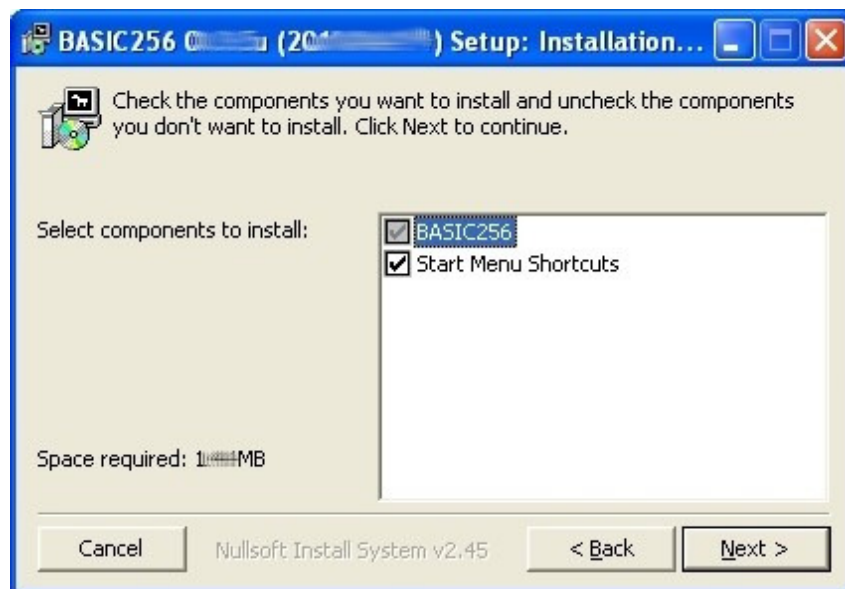 BASIC256 (20 ) Setup: Installation...
Check the components you want to install and uncheck the components
you don't want to install. Click Next to continue.
Select components to install:
BASIC256
Start Menu Shortcuts
Space required: MB
Cancel
Nullsoft Install System v2.45
< Back
Next >